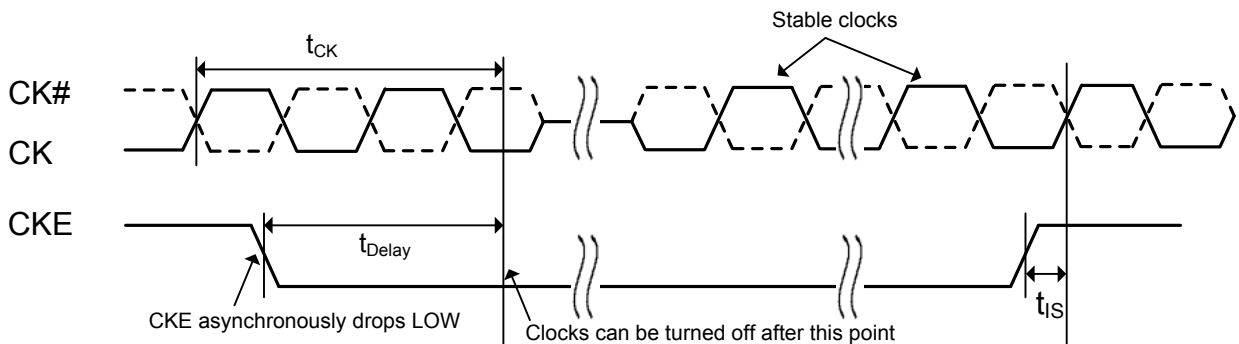 Stable clocks
tCK
CK#
CK
CKE
tDelay
tIS
CKE asynchronously drops LOW
Clocks can be turned off after this point